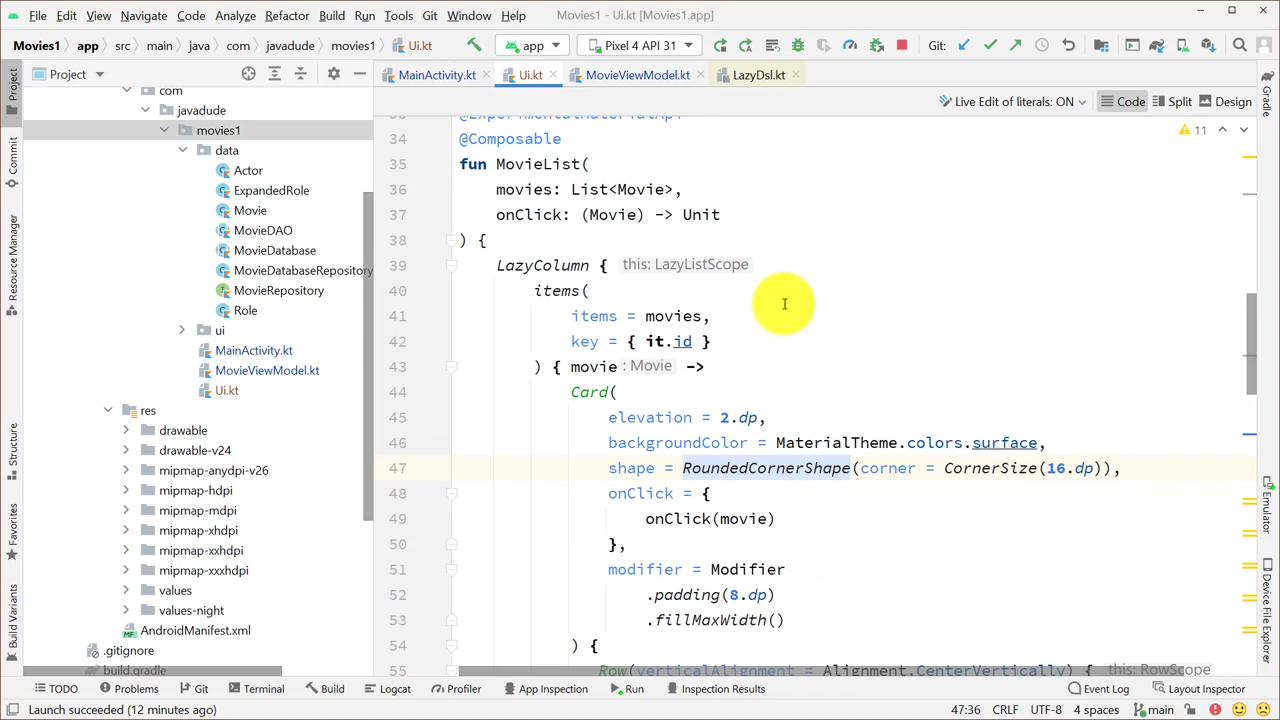 File Edit View Navigate Code Analyze Refactor Build Run Tools Git Window Help Movies1 - Ui.kt [Movies1.app]
Movies1 app src main java com javadude movies1 Ui.kt app Pixel 4 API 31 Git:
Project MainActivity.kt Ui.kt MovieViewModel.kt LazyDsl.kt
Live Edit of literals: ON Code Split Design
Project
Commit
Resource Manager
Structure
Favorites
Build Variants
com
javadude
movies1
data
Actor
ExpandedRole
Movie
MovieDAO
MovieDatabase
MovieDatabaseRepository
MovieRepository
Role
ui
MainActivity.kt
MovieViewModel.kt
Ui.kt
res
drawable
drawable-v24
mipmap-anydpi-v26
mipmap-hdpi
mipmap-mdpi
mipmap-xhdpi
mipmap-xxhdpi
mipmap-xxxhdpi
values
values-night
AndroidManifest.xml
.gitignore
build.gradle
11
@ExperimentalMaterialApi
34 @Composable
35 fun MovieList(
36 movies: List<Movie>,
37 onClick: (Movie) -> Unit
38 ) {
39 LazyColumn { this: LazyListScope
40 items(
41 items = movies,
42 key = { it.id }
43 ) { movie : Movie ->
44 Card(
45 elevation = 2.dp,
46 backgroundColor = MaterialTheme.colors.surface,
47 shape = RoundedCornerShape(corner = CornerSize(16.dp)),
48 onClick = {
49 onClick(movie)
50 },
51 modifier = Modifier
52 .padding(8.dp)
53 .fillMaxWidth()
54 ) {
55 Row(verticalAlignment = Alignment.CenterVertically) { this: RowScope
Gradle
Emulator
Device File Explorer
TODO Problems Git Terminal Build Logcat Profiler App Inspection Run Inspection Results Event Log Layout Inspector
Launch succeeded (12 minutes ago) 47:36 CRLF UTF-8 4 spaces main